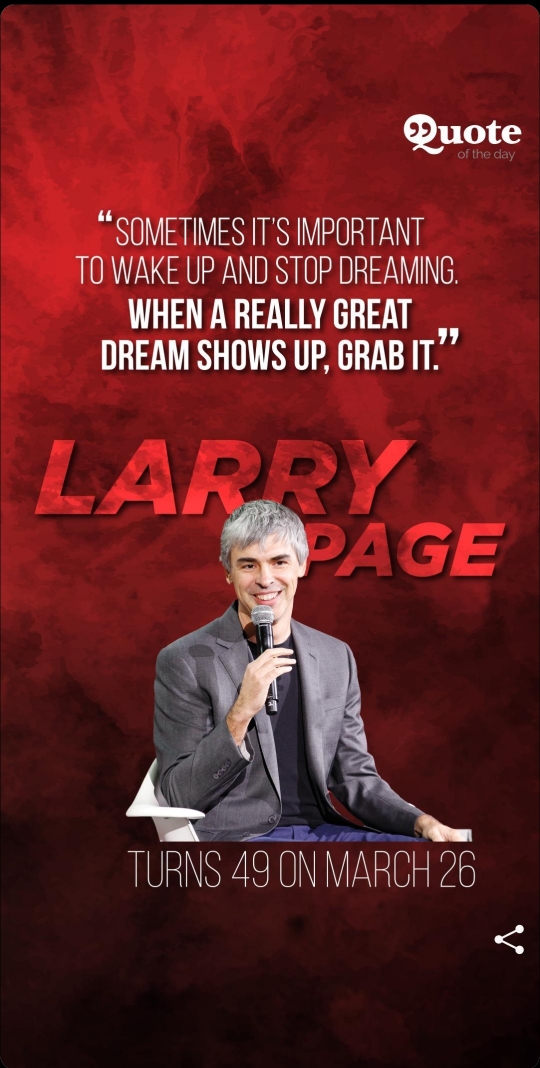 Quote
of the day
“SOMETIMES IT'S IMPORTANT
TO WAKE UP AND STOP DREAMING.
WHEN A REALLY GREAT
DREAM SHOWS UP, GRAB IT.”
LARRY
PAGE
TURNS 49 ON MARCH 26